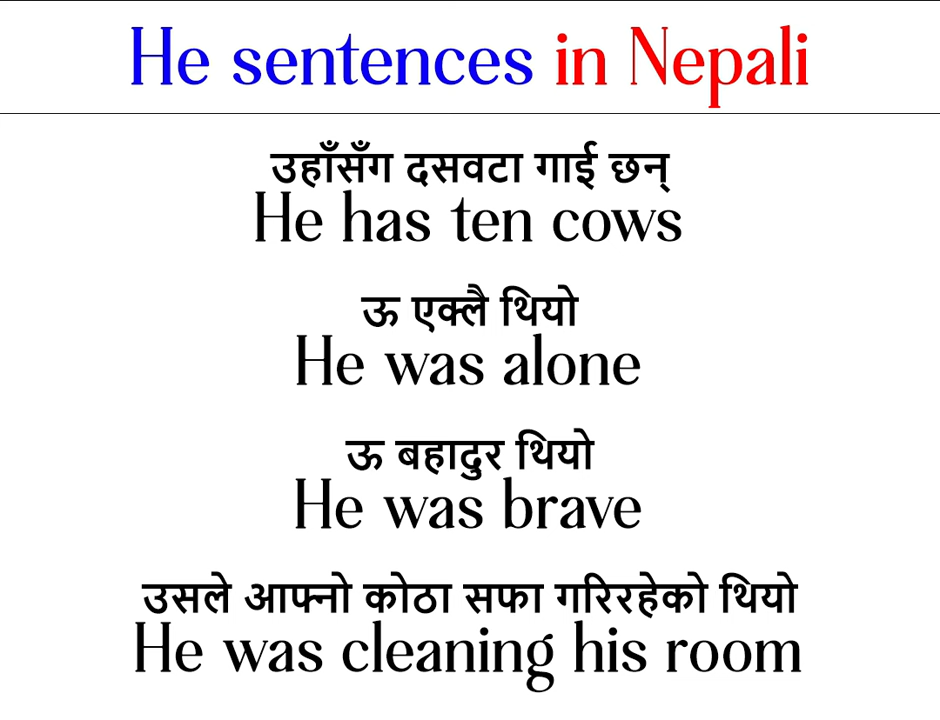 He sentences in Nepali
उहाँसँग दसवटा गाई छन्
He has ten cows
ऊ एक्लै थियो
He was alone
ऊ बहादुर थियो
He was brave
उसले आफ्नो कोठा सफा गरिरहेको थियो
He was cleaning his room